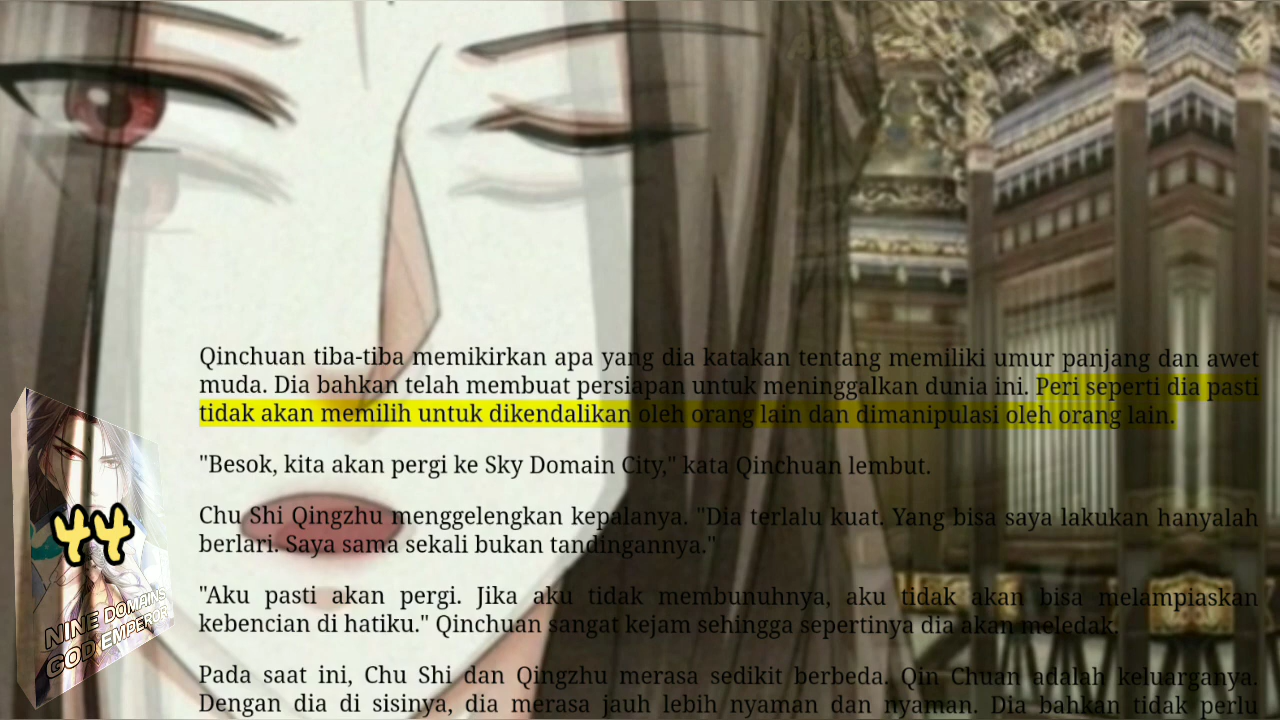 Qinchuan tiba-tiba memikirkan apa yang dia katakan tentang memiliki umur panjang dan awet
muda. Dia bahkan telah membuat persiapan untuk meninggalkan dunia ini. Peri seperti dia pasti
tidak akan memilih untuk dikendalikan oleh orang lain dan dimanipulasi oleh orang lain.
"Besok, kita akan pergi ke Sky Domain City," kata Qinchuan lembut.
Chu Shi Qingzhu menggelengkan kepalanya. "Dia terlalu kuat. Yang bisa saya lakukan hanyalah
berlari. Saya sama sekali bukan tandingannya."
"Aku pasti akan pergi. Jika aku tidak membunuhnya, aku tidak akan bisa melampiaskan
kebencian di hatiku." Qinchuan sangat kejam sehingga sepertinya dia akan meledak.
Pada saat ini, Chu Shi dan Qingzhu merasa sedikit berbeda. Qin Chuan adalah keluarganya.
Dengan dia di sisinya, dia merasa jauh lebih nyaman dan nyaman. Dia bahkan tidak perlu
44
NINE DOMAINS
GOD EMPEROR